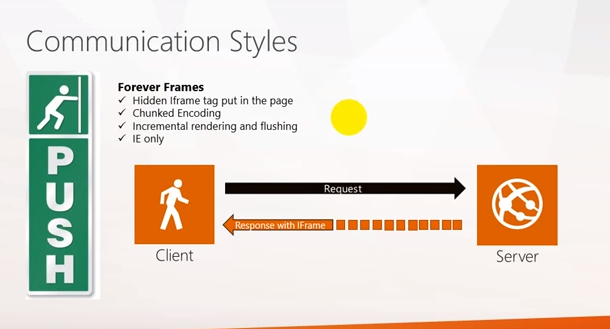 Communication Styles
PUSH
Forever Frames
✓ Hidden Iframe tag put in the page
✓ Chunked Encoding
✓ Incremental rendering and flushing
✓ IE only
Request
Response with IFrame
Client
Server